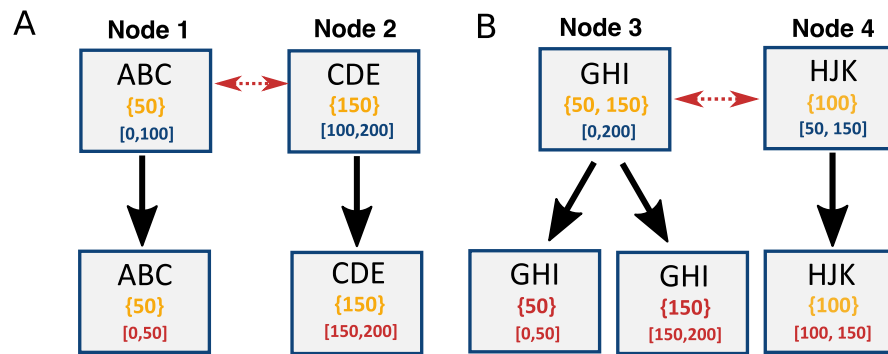 A
Node 1
Node 2
ABC
{50}
[0,100]
CDE
{150}
[100,200]
ABC
{50}
[0,50]
CDE
{150}
[150,200]
B
Node 3
Node 4
GHI
{50, 150}
[0,200]
HJK
{100}
[50, 150]
GHI
{50}
[0,50]
GHI
{150}
[150,200]
HJK
{100}
[100, 150]